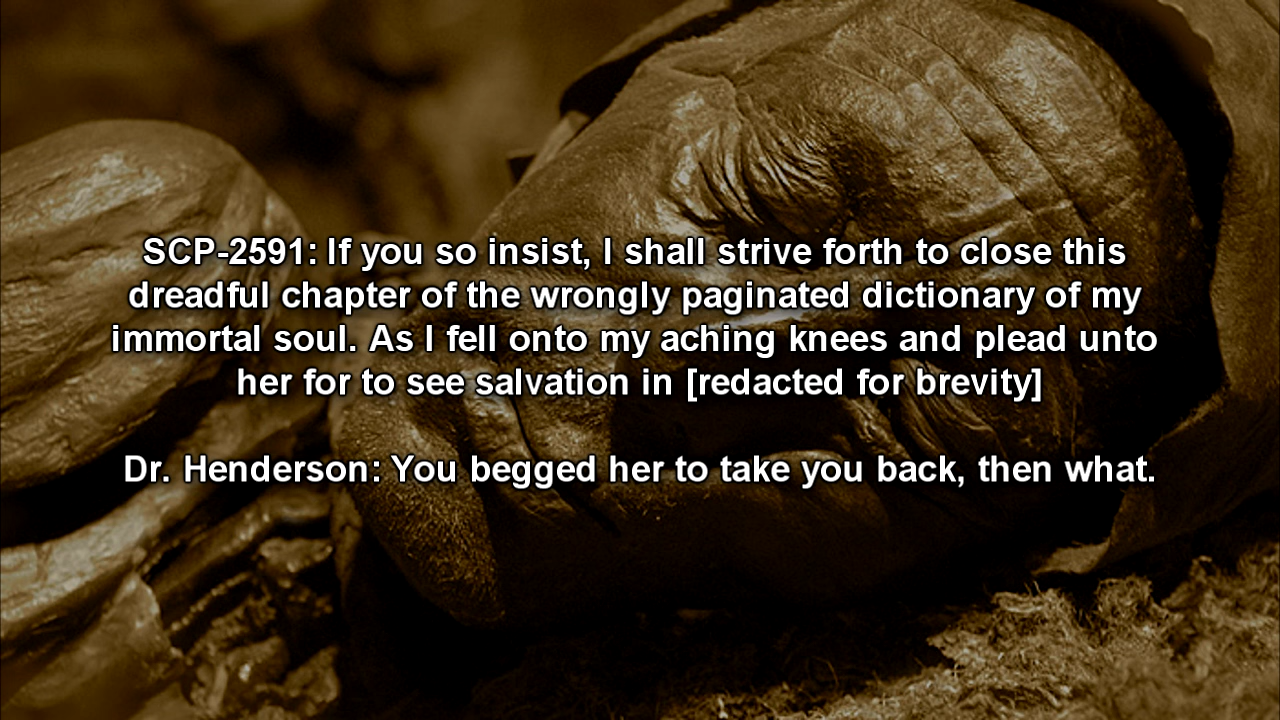 SCP-2591: If you so insist, I shall strive forth to close this
dreadful chapter of the wrongly paginated dictionary of my
immortal soul. As I fell onto my aching knees and plead unto
her for to see salvation in [redacted for brevity]
Dr. Henderson: You begged her to take you back, then what.